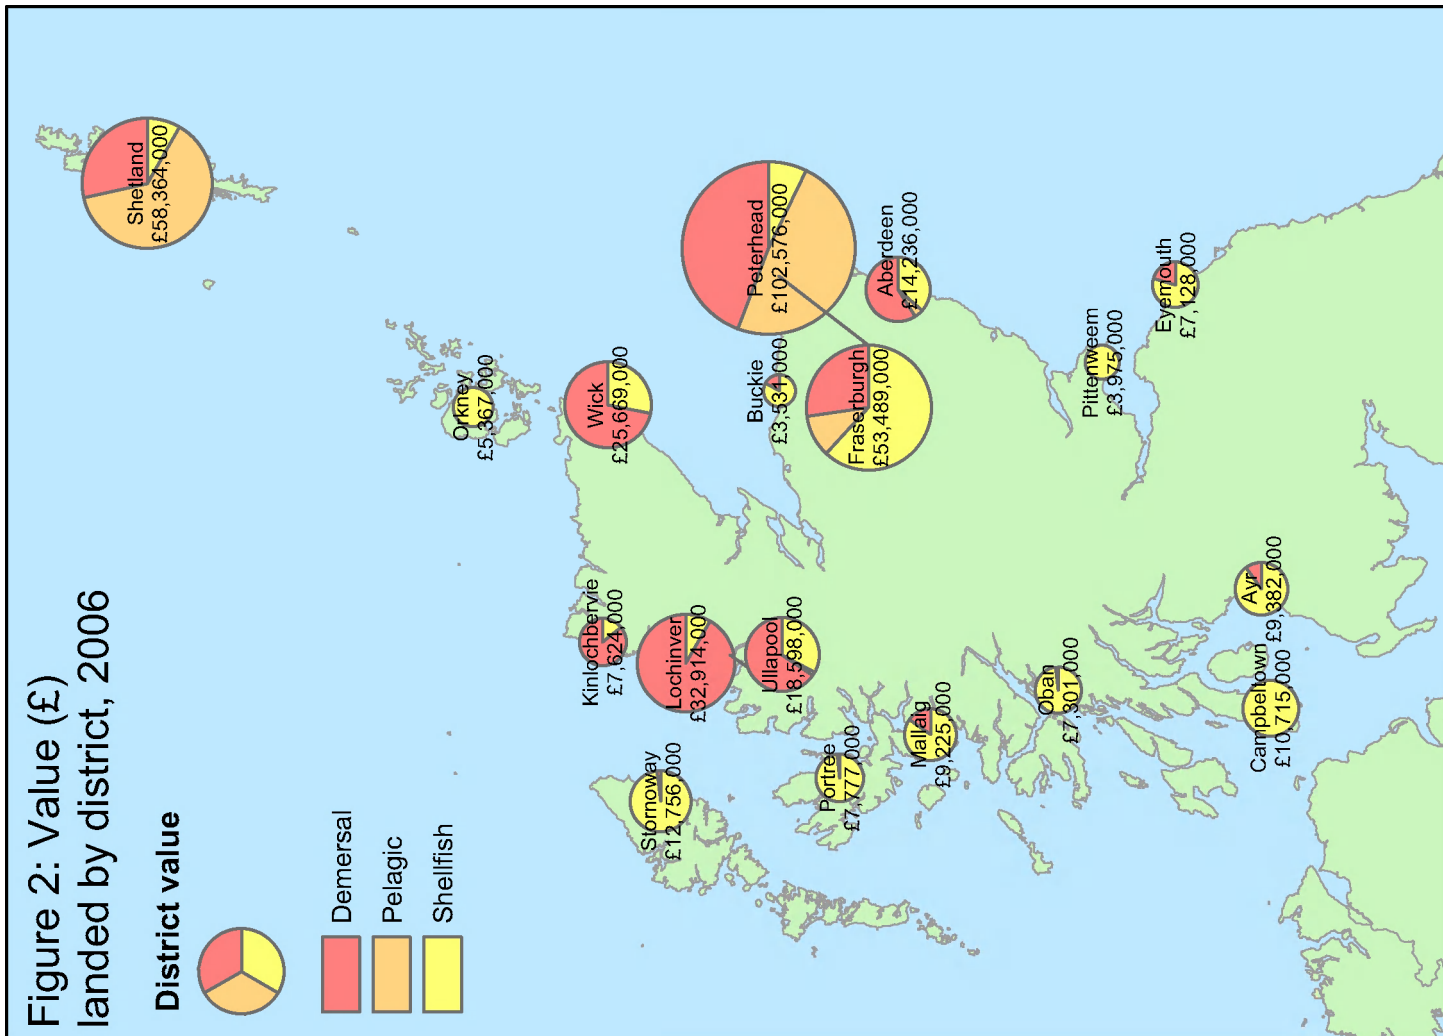 Figure 2: Value (£)
landed by district, 2006
District value
Demersal
Pelagic
Shellfish
Shetland
£58,364,000
Orkney
£5,367,000
Wick
£25,669,000
Kinlochbervie
£7,624,000
Lochinver
£32,914,000
Stornoway
£12,756,000
Ullapool
£18,598,000
Peterhead
£102,576,000
Buckie
£3,531,000
Fraserburgh
£53,489,000
Aberdeen
£14,236,000
Portree
£7,777,000
Mallaig
£9,225,000
Oban
£7,301,000
Pittenweem
£3,975,000
Eyemouth
£7,128,000
Ayr
£9,382,000
Campbeltown
£10,715,000